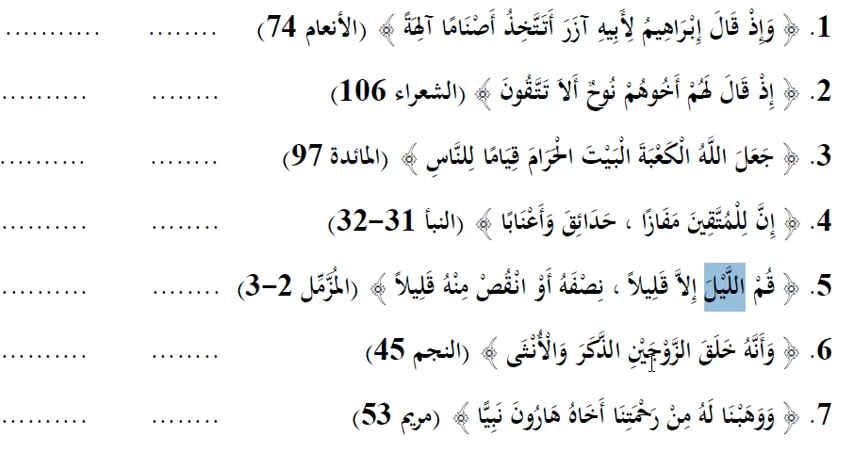 1. ﴿ وَإِذْ قَالَ إِبْرَاهِيمُ لِأَبِيهِ آزَرَ أَتَتَّخِذُ أَصْنَامًا آلِهَةً ﴾ (الأنعام 74) ........ ...........
2. ﴿ إِذْ قَالَ لَهُمْ أَخُوهُمْ نُوحٌ أَلاَ تَتَّقُونَ ﴾ (الشعراء 106) ........ ..........
3. ﴿ جَعَلَ اللَّهُ الْكَعْبَةَ الْبَيْتَ الْحَرَامَ قِيَامًا لِلنَّاسِ ﴾ (المائدة 97) ........ ..........
4. ﴿ إِنَّ لِلْمُتَّقِينَ مَفَازًا ، حَدَائِقَ وَأَعْنَابًا ﴾ (النبأ 31-32) ........ ..........
5. ﴿ قُمْ اللَّيْلَ إِلاَّ قَلِيلاً ، نِصْفَهُ أَوْ انْقُصْ مِنْهُ قَلِيلاً ﴾ (المُزَّمِّل 2-3) ........ ..........
6. ﴿ وَأَنَّهُ خَلَقَ الزَّوْجَيْنِ الذَّكَرَ وَالْأُنْثَى ﴾ (النجم 45) ........ ..........
7. ﴿ وَوَهَبْنَا لَهُ مِنْ رَحْمَتِنَا أَخَاهُ هَارُونَ نَبِيًّا ﴾ (مريم 53) ........ ..........